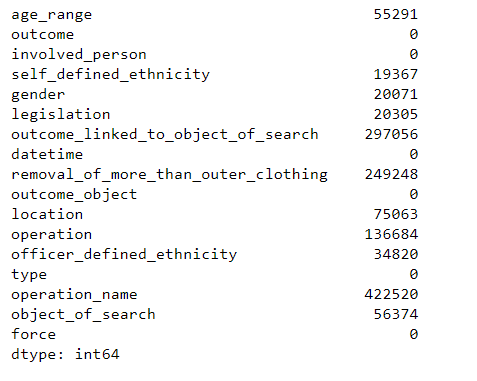 age_range 55291
outcome 0
involved_person 0
self_defined_ethnicity 19367
gender 20071
legislation 20305
outcome_linked_to_object_of_search 297056
datetime 0
removal_of_more_than_outer_clothing 249248
outcome_object 0
location 75063
operation 136684
officer_defined_ethnicity 34820
type 0
operation_name 422520
object_of_search 56374
force 0
dtype: int64